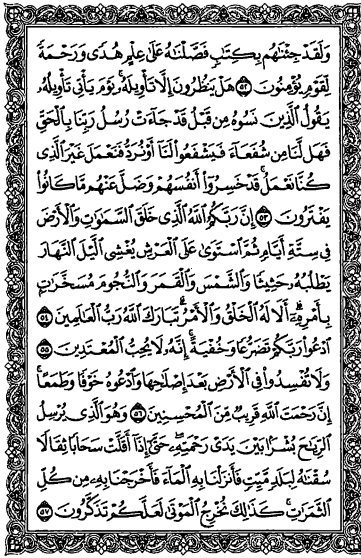 وَلَقَدْ جِئْنَٰهُم بِكِتَٰبٍ فَصَّلْنَٰهُ عَلَىٰ عِلْمٍ هُدًى وَرَحْمَةً
لِّقَوْمٍ يُؤْمِنُونَ ۝٥٢ هَلْ يَنظُرُونَ إِلَّا تَأْوِيلَهُۥ ۚ يَوْمَ يَأْتِى تَأْوِيلُهُۥ
يَقُولُ ٱلَّذِينَ نَسُوهُ مِن قَبْلُ قَدْ جَآءَتْ رُسُلُ رَبِّنَا بِٱلْحَقِّ
فَهَل لَّنَا مِن شُفَعَآءَ فَيَشْفَعُوا۟ لَنَآ أَوْ نُرَدُّ فَنَعْمَلَ غَيْرَ ٱلَّذِى
كُنَّا نَعْمَلُ ۚ قَدْ خَسِرُوٓا۟ أَنفُسَهُمْ وَضَلَّ عَنْهُم مَّا كَانُوا۟
يَفْتَرُونَ ۝٥٣ إِنَّ رَبَّكُمُ ٱللَّهُ ٱلَّذِى خَلَقَ ٱلسَّمَٰوَٰتِ وَٱلْأَرْضَ
فِى سِتَّةِ أَيَّامٍ ثُمَّ ٱسْتَوَىٰ عَلَى ٱلْعَرْشِ يُغْشِى ٱلَّيْلَ ٱلنَّهَارَ
يَطْلُبُهُۥ حَثِيثًا وَٱلشَّمْسَ وَٱلْقَمَرَ وَٱلنُّجُومَ مُسَخَّرَٰتٍۭ
بِأَمْرِهِۦٓ ۗ أَلَا لَهُ ٱلْخَلْقُ وَٱلْأَمْرُ ۗ تَبَارَكَ ٱللَّهُ رَبُّ ٱلْعَٰلَمِينَ ۝٥٤
ٱدْعُوا۟ رَبَّكُمْ تَضَرُّعًا وَخُفْيَةً ۚ إِنَّهُۥ لَا يُحِبُّ ٱلْمُعْتَدِينَ ۝٥٥
وَلَا تُفْسِدُوا۟ فِى ٱلْأَرْضِ بَعْدَ إِصْلَٰحِهَا وَٱدْعُوهُ خَوْفًا وَطَمَعًا ۚ
إِنَّ رَحْمَتَ ٱللَّهِ قَرِيبٌ مِّنَ ٱلْمُحْسِنِينَ ۝٥٦ وَهُوَ ٱلَّذِى يُرْسِلُ
ٱلرِّيَٰحَ بُشْرًۢا بَيْنَ يَدَىْ رَحْمَتِهِۦ ۖ حَتَّىٰٓ إِذَآ أَقَلَّتْ سَحَابًا ثِقَالًا
سُقْنَٰهُ لِبَلَدٍ مَّيِّتٍ فَأَنزَلْنَا بِهِ ٱلْمَآءَ فَأَخْرَجْنَا بِهِۦ مِن كُلِّ
ٱلثَّمَرَٰتِ ۚ كَذَٰلِكَ نُخْرِجُ ٱلْمَوْتَىٰ لَعَلَّكُمْ تَذَكَّرُونَ ۝٥٧